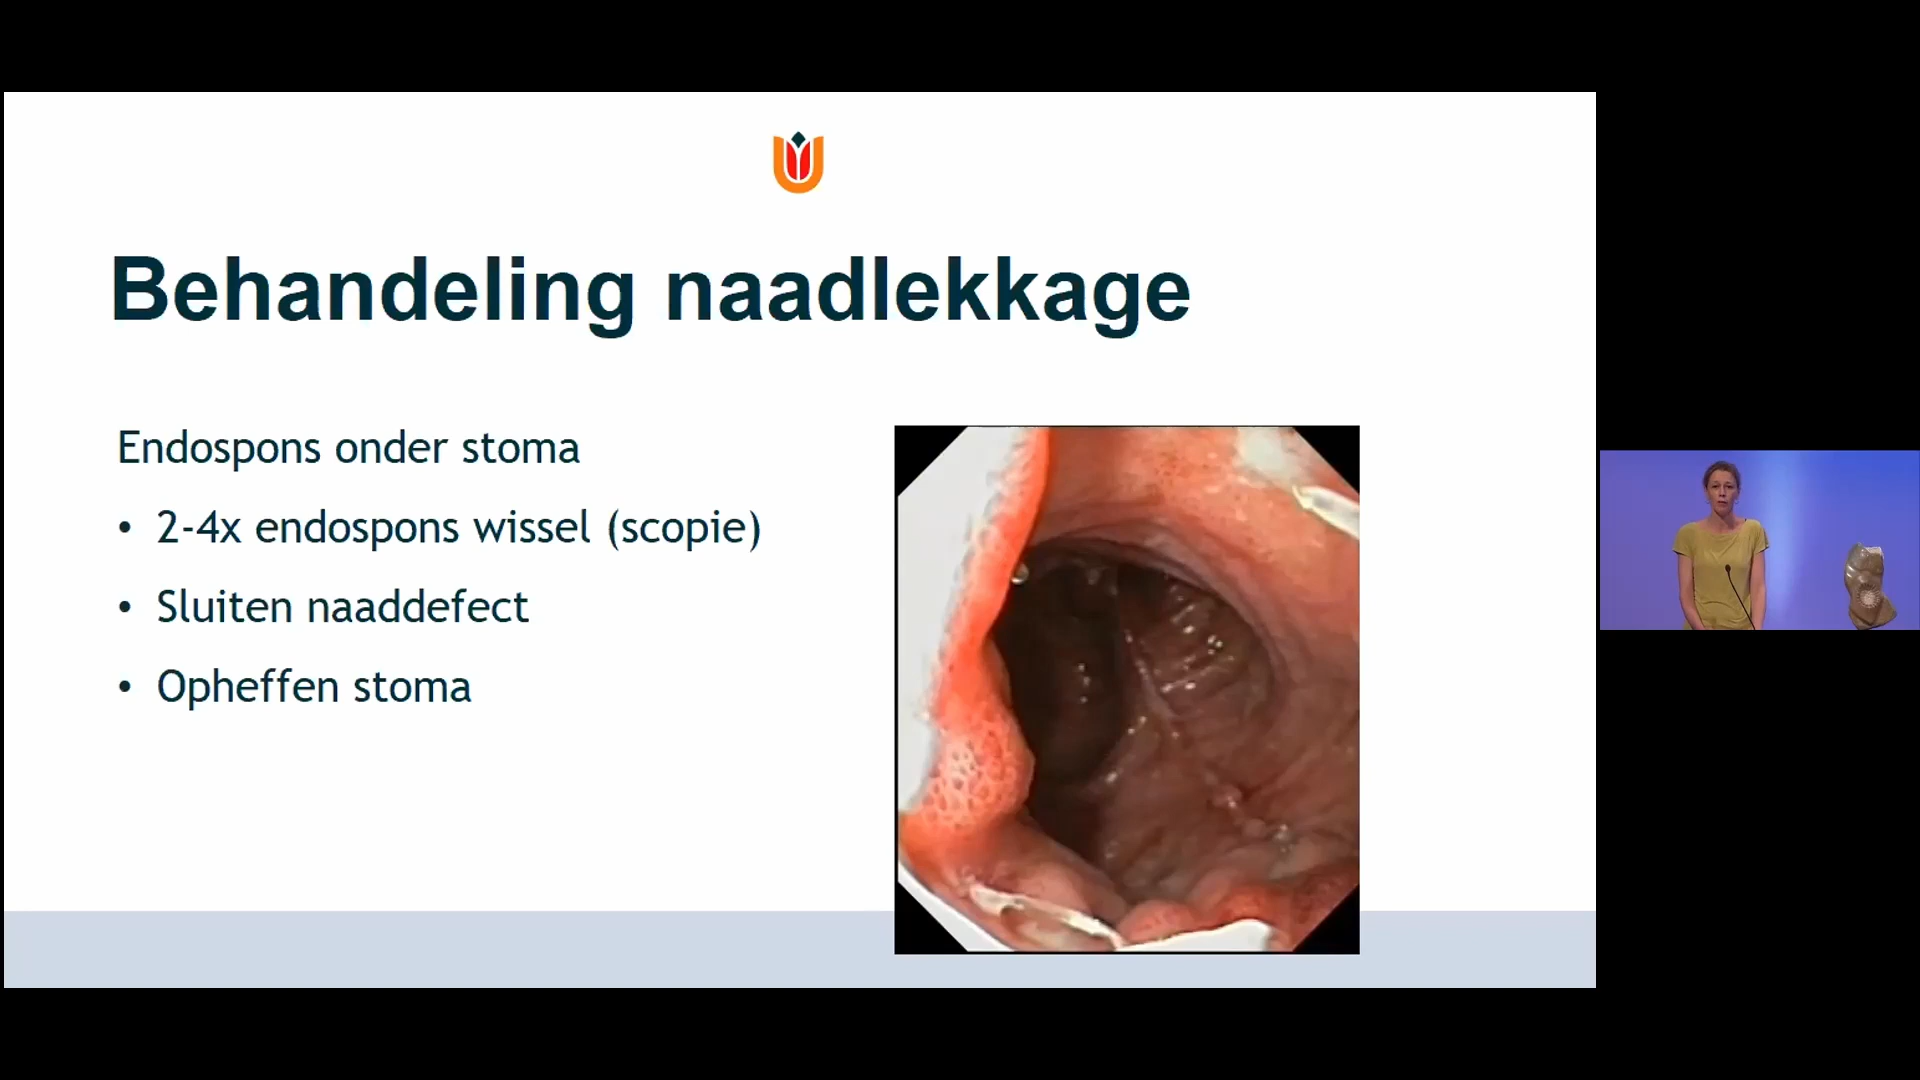 Behandeling naadlekkage
Endospons onder stoma
• 2-4x endospons wissel (scopie)
• Sluiten naaddefect
• Opheffen stoma